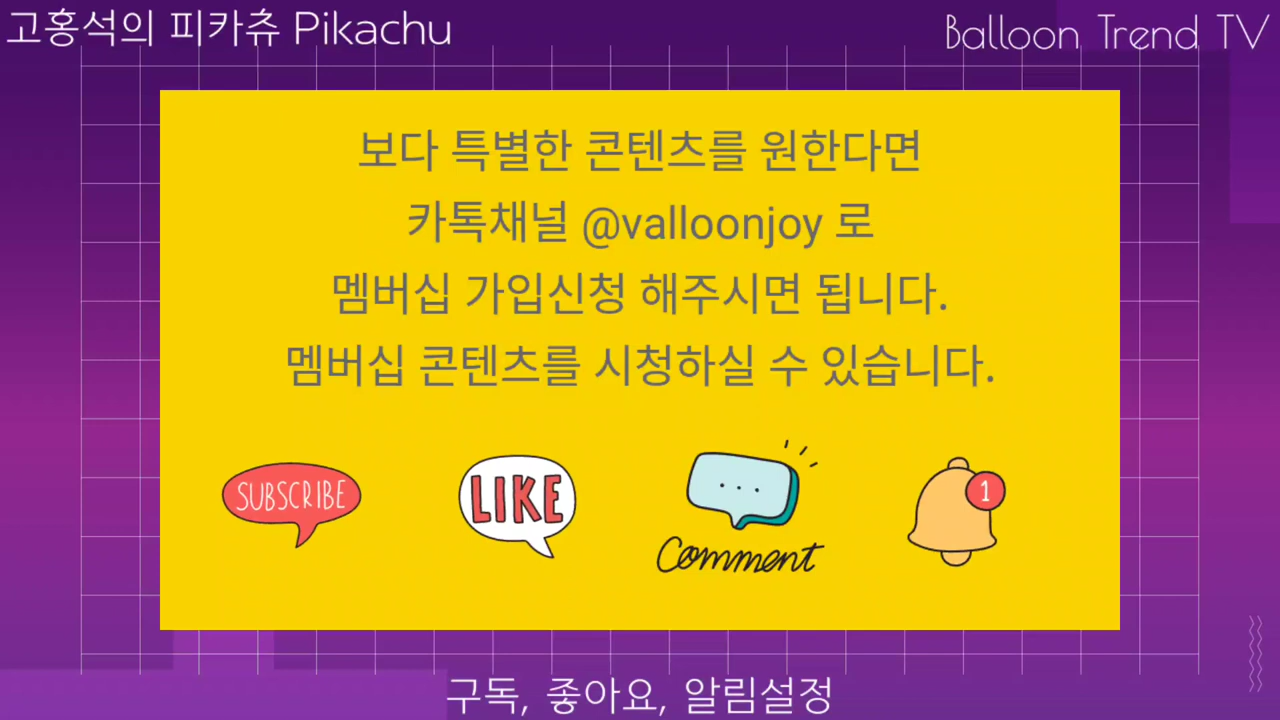 고홍석의 피카츄 Pikachu
Balloon Trend TV
보다 특별한 콘텐츠를 원한다면
카톡채널 @valloonjoy 로
멤버십 가입신청 해주시면 됩니다.
멤버십 콘텐츠를 시청하실 수 있습니다.
SUBSCRIBE
LIKE
Comment
1
구독, 좋아요, 알림설정